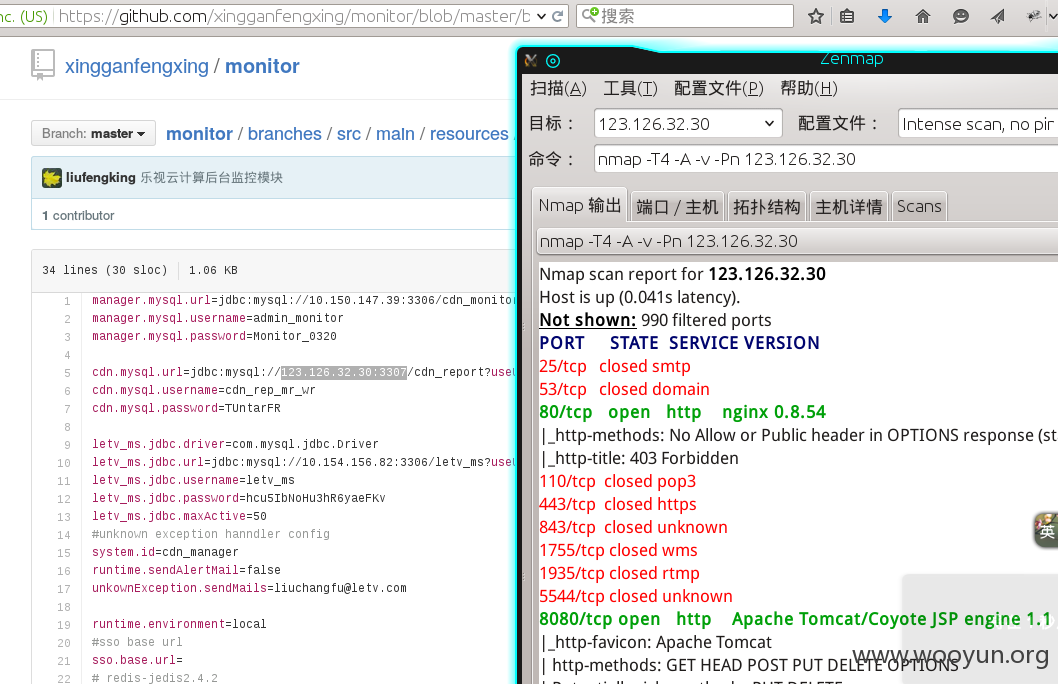 nc. (US) https://github.com/xingganfengxing/monitor/blob/master/b
搜索
xingganfengxing / monitor
Branch: master
monitor / branches / src / main / resources
liufengking 乐视云计算后台监控模块
1 contributor
34 lines (30 sloc) 1.06 KB
1 manager.mysql.url=jdbc:mysql://10.150.147.39:3306/cdn_monitor
2 manager.mysql.username=admin_monitor
3 manager.mysql.password=Monitor_0320
4
5 cdn.mysql.url=jdbc:mysql://123.126.32.30:3307/cdn_report?useU
6 cdn.mysql.username=cdn_rep_mr_wr
7 cdn.mysql.password=TUntarFR
8
9 letv_ms.jdbc.driver=com.mysql.jdbc.Driver
10 letv_ms.jdbc.url=jdbc:mysql://10.154.156.82:3306/letv_ms?useU
11 letv_ms.jdbc.username=letv_ms
12 letv_ms.jdbc.password=hcu5IbNoHu3hR6yaeFKv
13 letv_ms.jdbc.maxActive=50
14 #unknown exception hanndler config
15 system.id=cdn_manager
16 runtime.sendAlertMail=false
17 unkownException.sendMails=liuchangfu@letv.com
18
19 runtime.environment=local
20 #sso base url
21 sso.base.url=
22 # redis-jedis2.4.2
Zenmap
扫描(A) 工具(T) 配置文件(P) 帮助(H)
目标： 123.126.32.30 配置文件： Intense scan, no pin
命令： nmap -T4 -A -v -Pn 123.126.32.30
Nmap 输出 端口 / 主机 拓扑结构 主机详情 Scans
nmap -T4 -A -v -Pn 123.126.32.30
Nmap scan report for 123.126.32.30
Host is up (0.041s latency).
Not shown: 990 filtered ports
PORT STATE SERVICE VERSION
25/tcp closed smtp
53/tcp closed domain
80/tcp open http nginx 0.8.54
|_http-methods: No Allow or Public header in OPTIONS response (st
|_http-title: 403 Forbidden
110/tcp closed pop3
443/tcp closed https
843/tcp closed unknown
1755/tcp closed wms
1935/tcp closed rtmp
5544/tcp closed unknown
8080/tcp open http Apache Tomcat/Coyote JSP engine 1.1
|_http-favicon: Apache Tomcat
| http-methods: GET HEAD POST PUT DELETE OPTIONS
英
www.wooyun.org